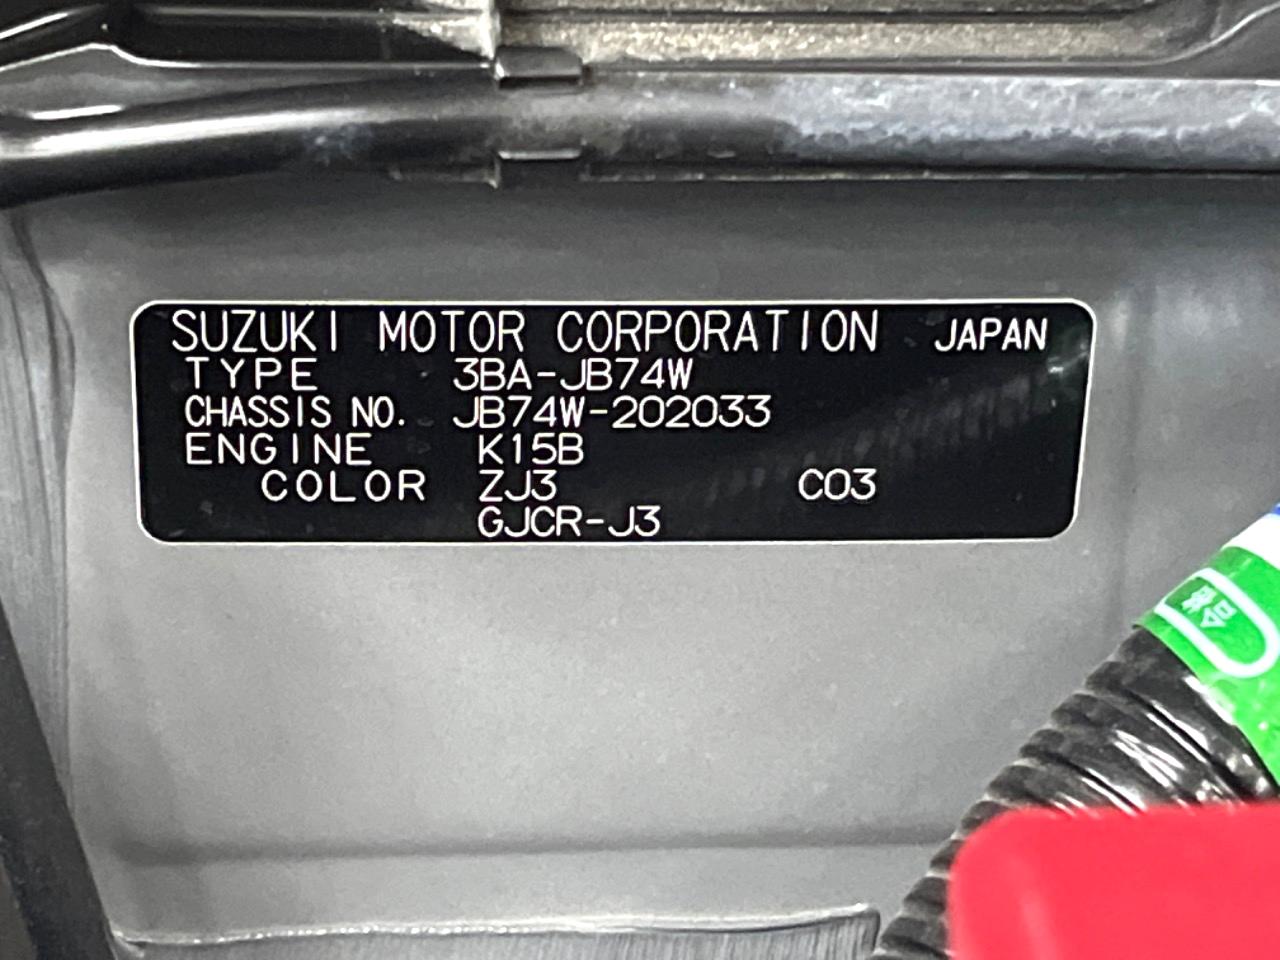 SUZUKI MOTOR CORPORATION JAPAN
TYPE 3BA-JB74W
CHASSIS NO. JB74W-202033
ENGINE K15B
COLOR ZJ3 C03
GJCR-J3